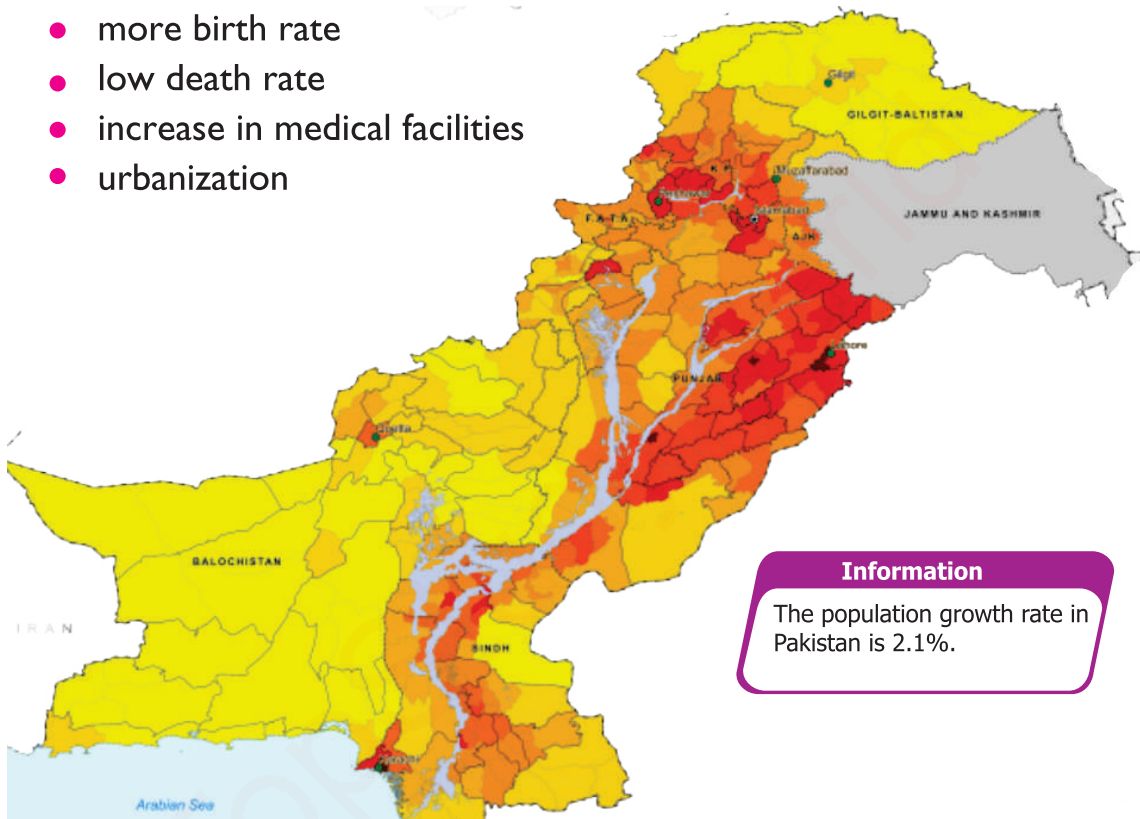 more birth rate
low death rate
increase in medical facilities
urbanization
Gilgit
GILGIT-BALTISTAN
K P
Muzaffarabad
Peshawar
Islamabad
JAMMU AND KASHMIR
F.A.T.A.
AJK
Lahore
PUNJAB
Quetta
BALOCHISTAN
Information
The population growth rate in
Pakistan is 2.1%.
IRAN
SINDH
Karachi
Arabian Sea